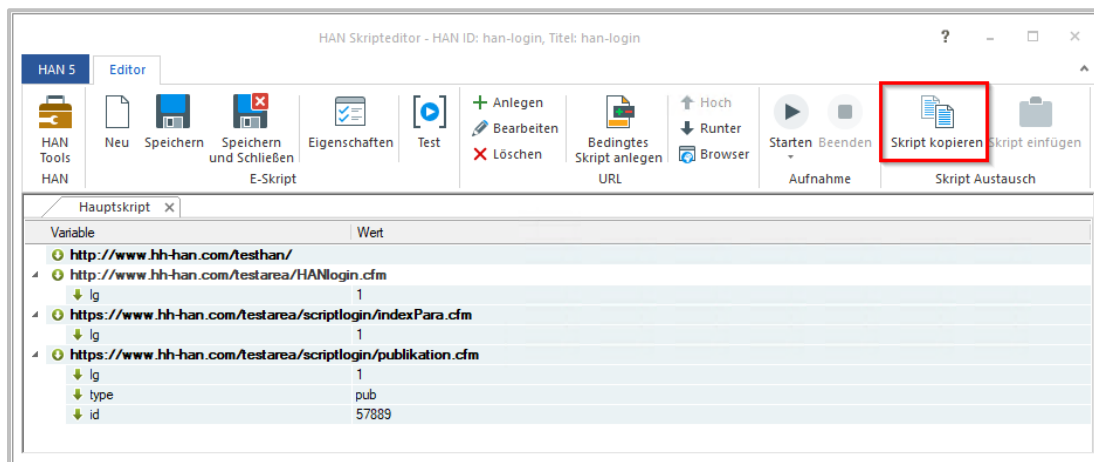 HAN Skripteditor - HAN ID: han-login, Titel: han-login
?
HAN 5 Editor
HAN Tools
Neu
Speichern
Speichern und Schließen
Eigenschaften
Test
Anlegen
Bearbeiten
Löschen
Bedingtes Skript anlegen
Hoch
Runter
Browser
Starten
Beenden
Skript kopieren
Skript einfügen
HAN
E-Skript
URL
Aufnahme
Skript Austausch
Hauptskript
Variable Wert
http://www.hh-han.com/testhan/
http://www.hh-han.com/testarea/HANlogin.cfm
lg 1
https://www.hh-han.com/testarea/scriptlogin/indexPara.cfm
lg 1
https://www.hh-han.com/testarea/scriptlogin/publikation.cfm
lg 1
type pub
id 57889